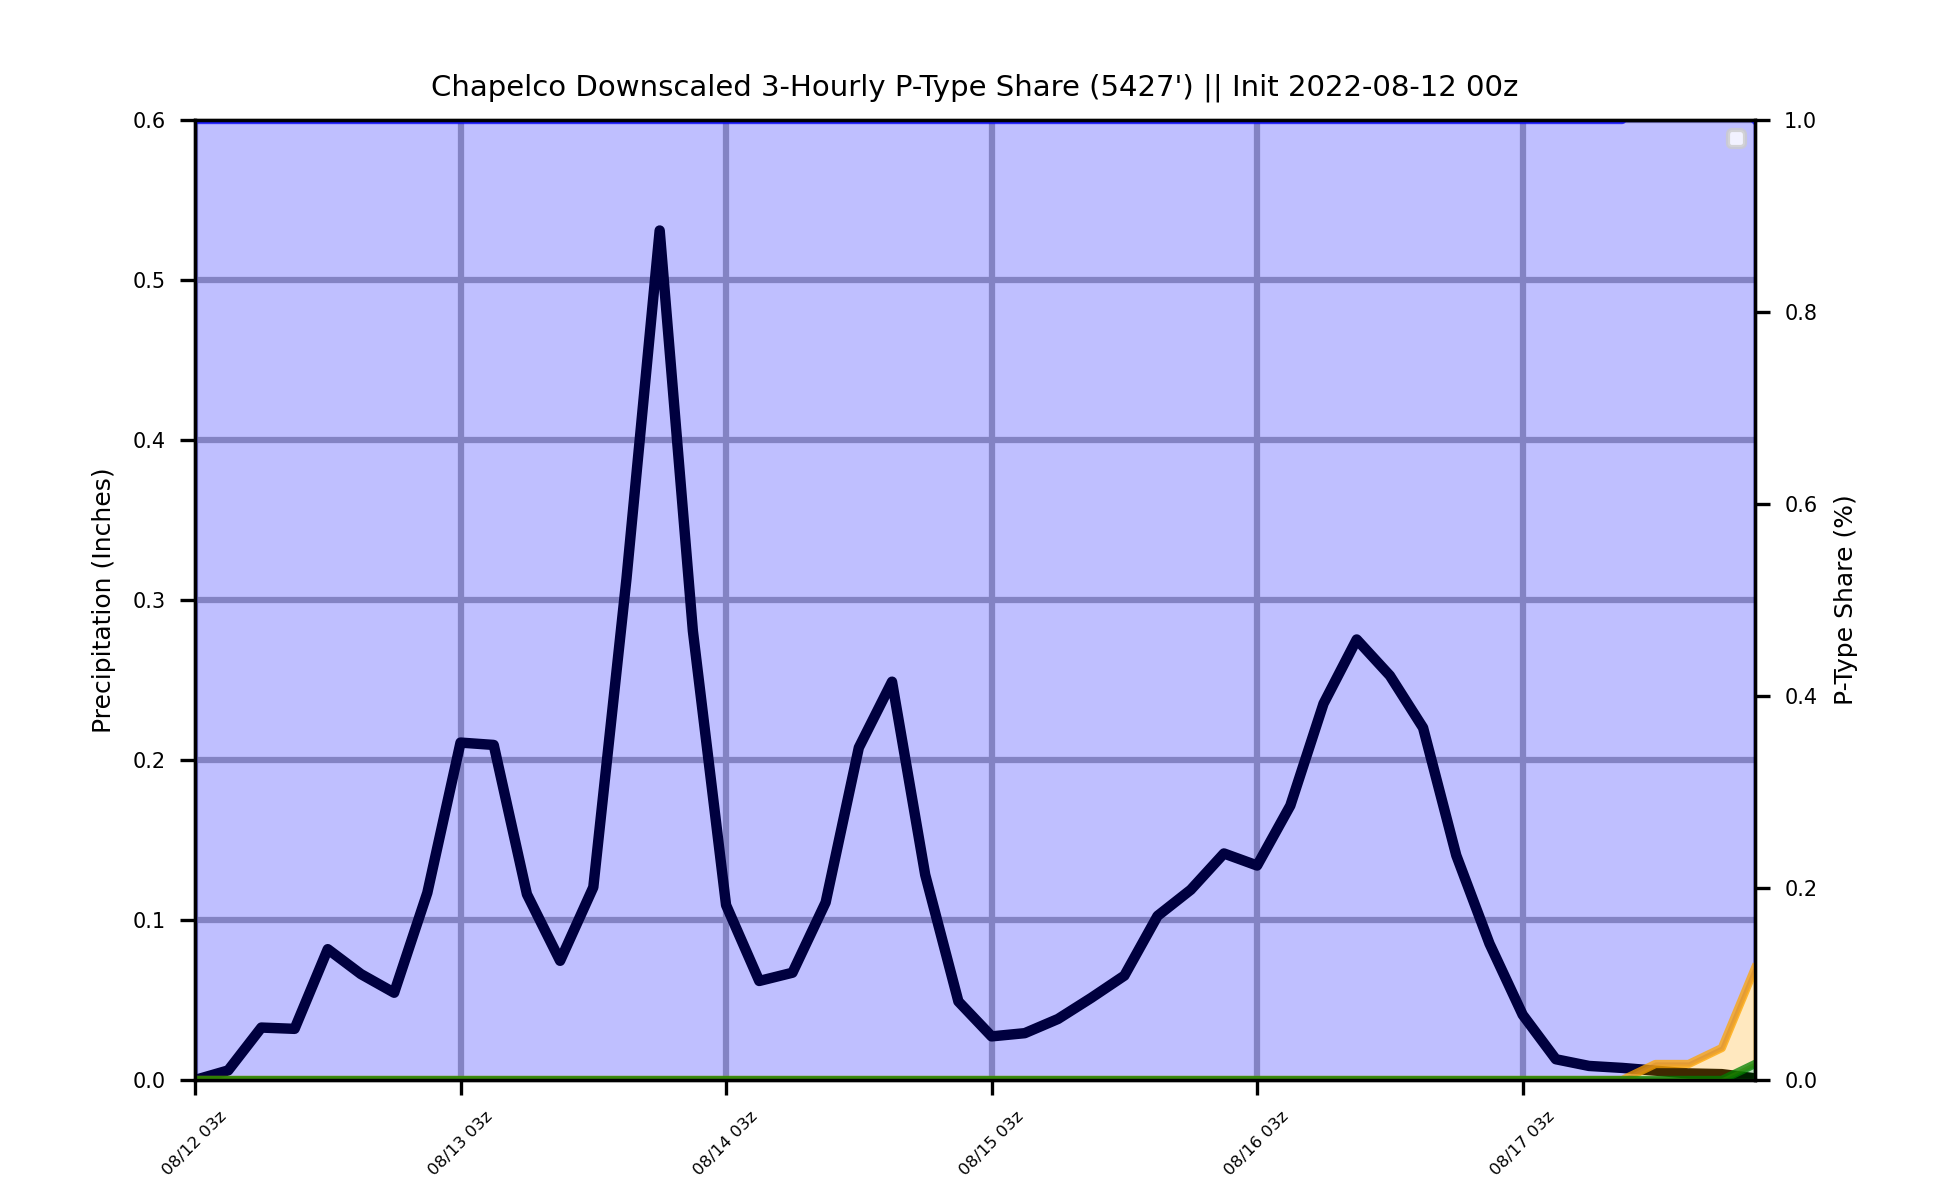 Chapelco Downscaled 3-Hourly P-Type Share (5427') || Init 2022-08-12 00z
0.6
0.5
0.4
0.3
0.2
0.1
0.0
Precipitation (Inches)
1.0
0.8
0.6
0.4
0.2
0.0
P-Type Share (%)
08/12 03z
08/13 03z
08/14 03z
08/15 03z
08/16 03z
08/17 03z